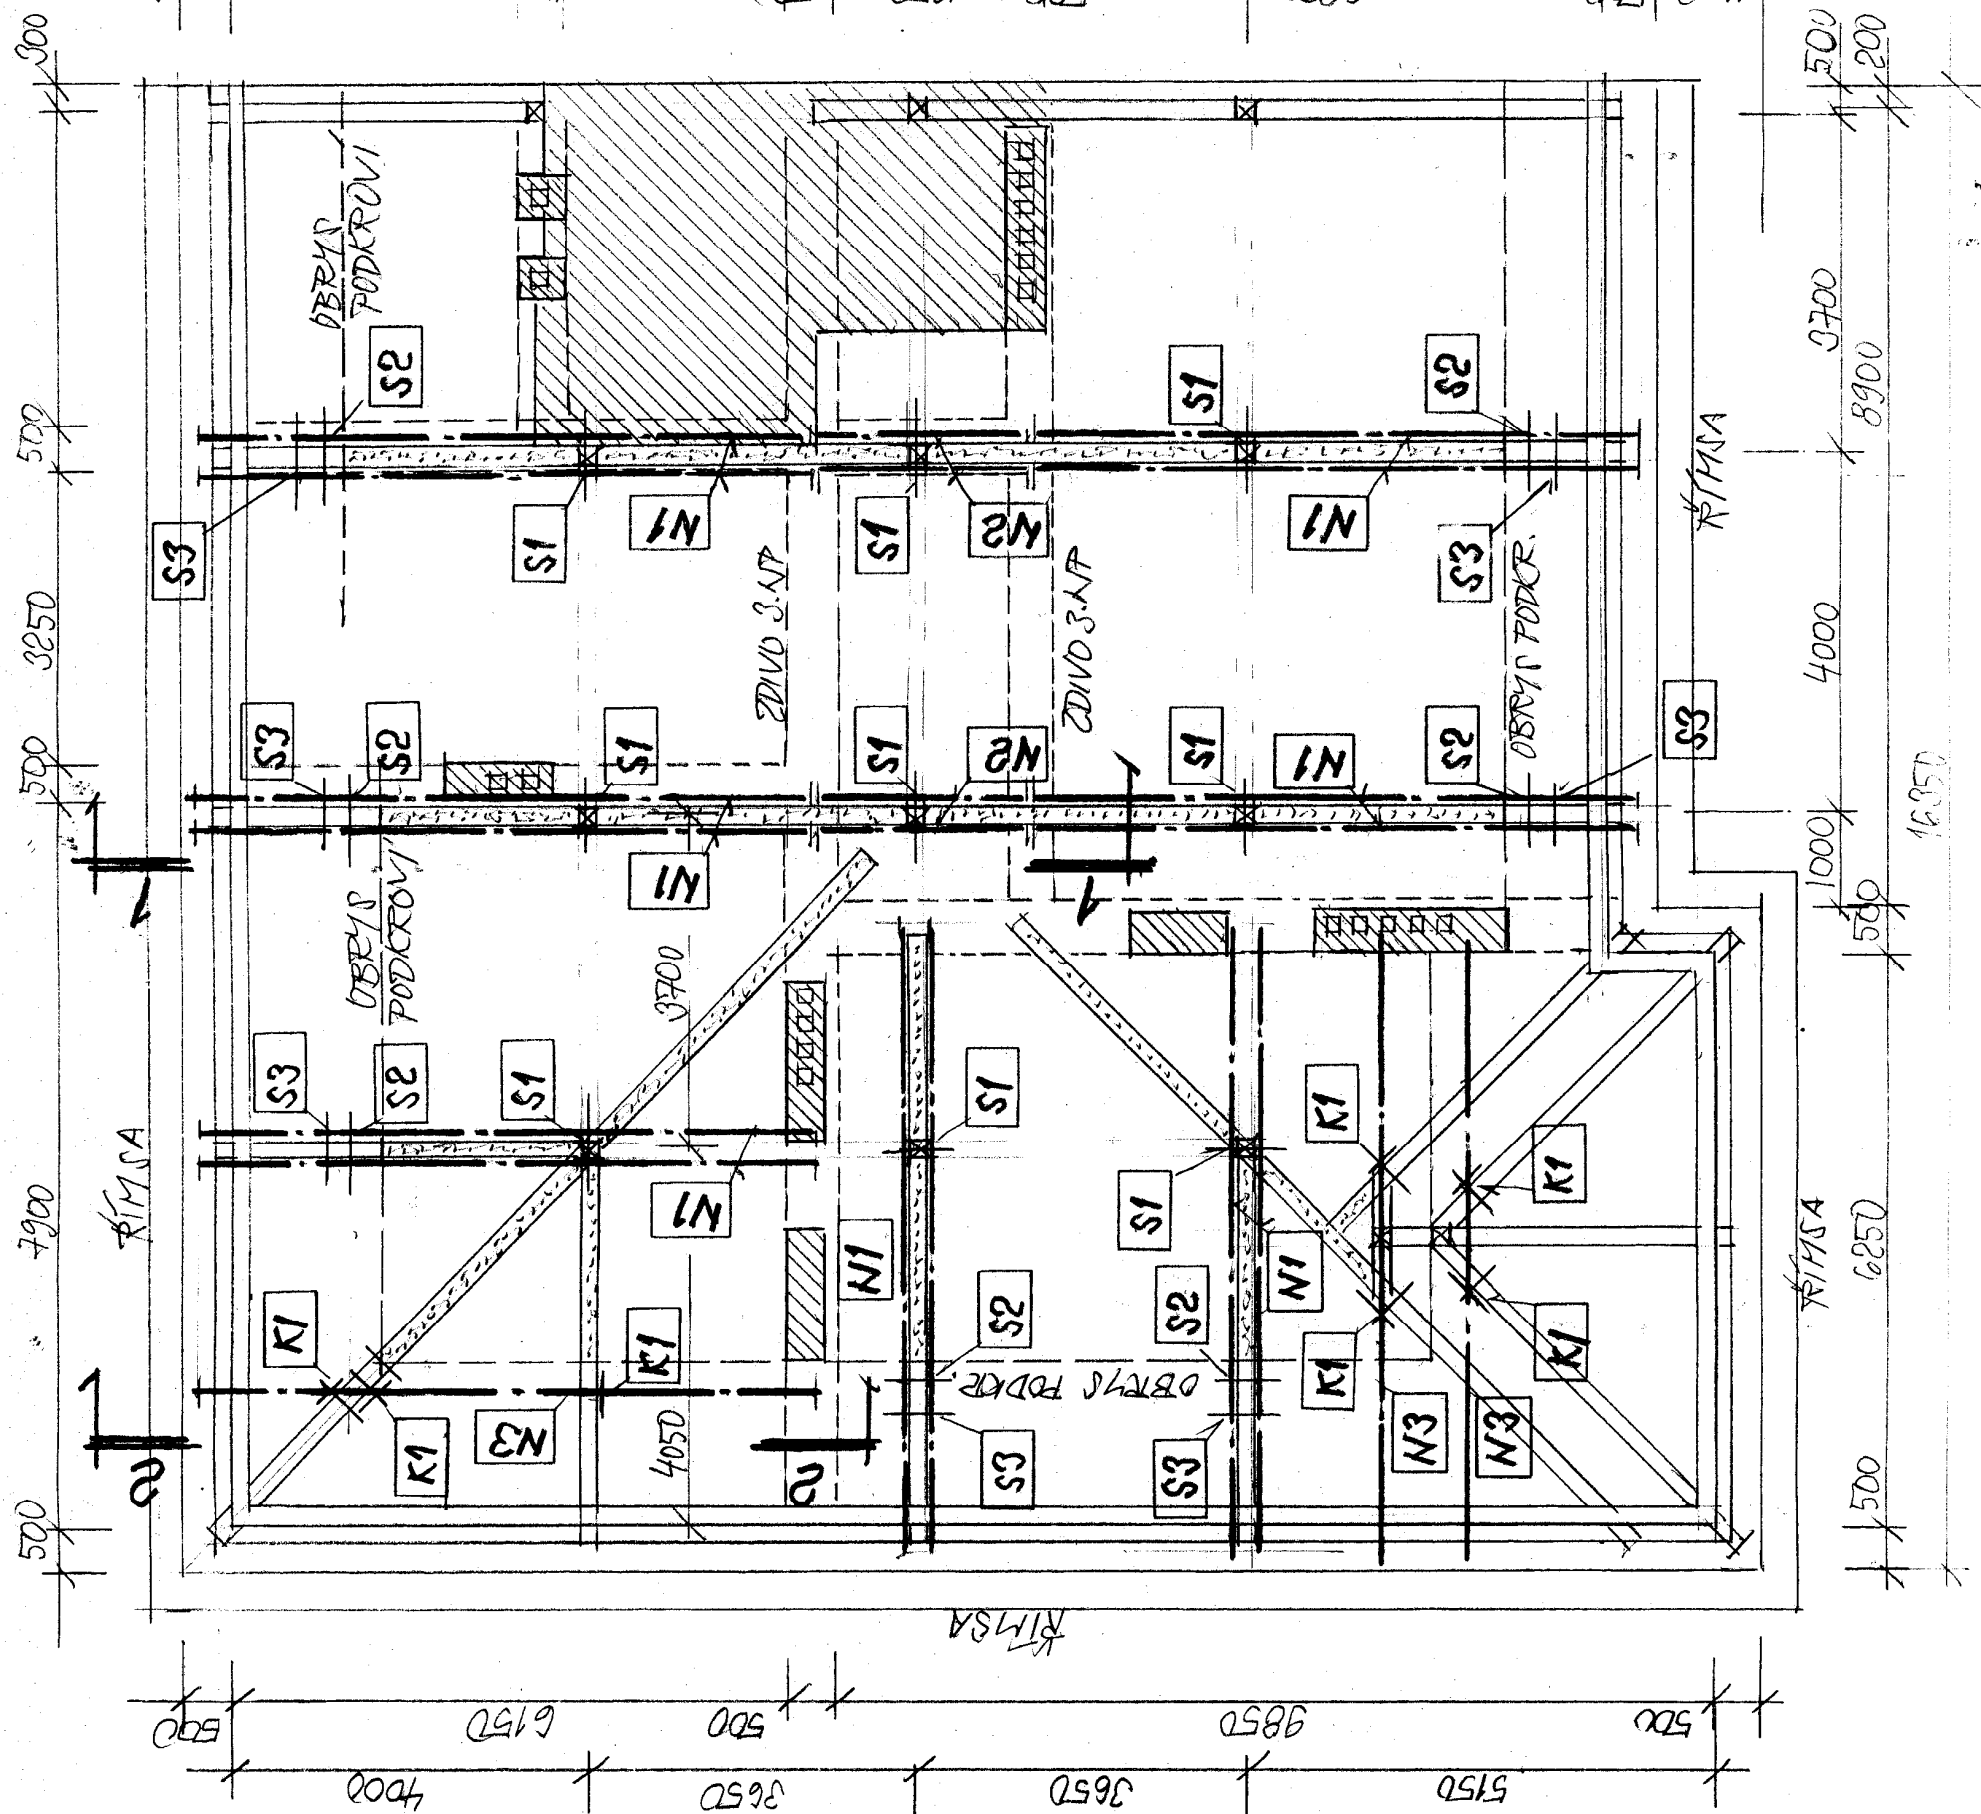 300
500
3250
500
7900
500
500
200
3700
8900
4000
16350
1000
500
6250
500
OBRYS
PODKROVÍ
S2
S3
S1
N1
S1
N2
S1
N1
S2
S3
ZDIVO 3.NP
ZDIVO 3.NP
OBRYS PODKR.
ŘÍMSA
S3
S2
S1
S1
N2
S1
N1
S2
S3
1
N1
1
OBRYS
PODKROVÍ
3700
S3
S2
S1
N1
S1
K1
K1
S1
ŘÍMSA
ŘÍMSA
K1
K1
N1
S2
S2
N1
K1
K1
OBRYS PODKR
K1
N3
4050
2
2
S3
S3
N3
N3
ŘÍMSA
500
6150
500
9850
500
4000
3650
3650
5150